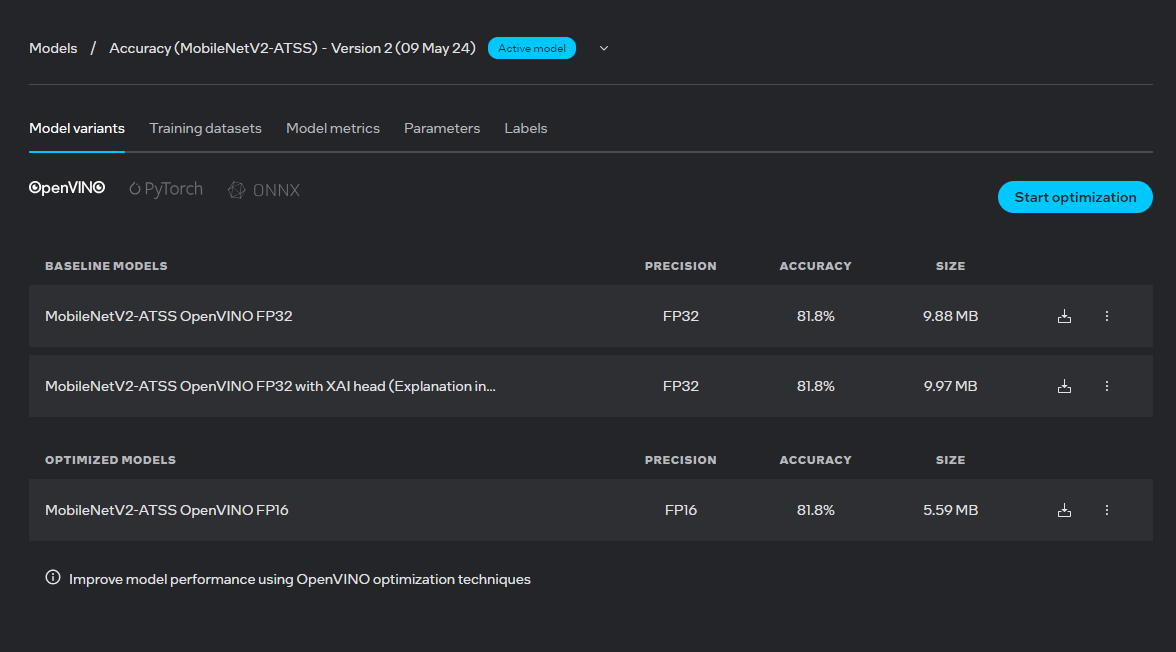 Models / Accuracy (MobileNetV2-ATSS) - Version 2 (09 May 24) Active model
Model variants Training datasets Model metrics Parameters Labels
OpenVINO PyTorch ONNX
Start optimization
BASELINE MODELS PRECISION ACCURACY SIZE
MobileNetV2-ATSS OpenVINO FP32 FP32 81.8% 9.88 MB
MobileNetV2-ATSS OpenVINO FP32 with XAI head (Explanation in... FP32 81.8% 9.97 MB
OPTIMIZED MODELS PRECISION ACCURACY SIZE
MobileNetV2-ATSS OpenVINO FP16 FP16 81.8% 5.59 MB
Improve model performance using OpenVINO optimization techniques